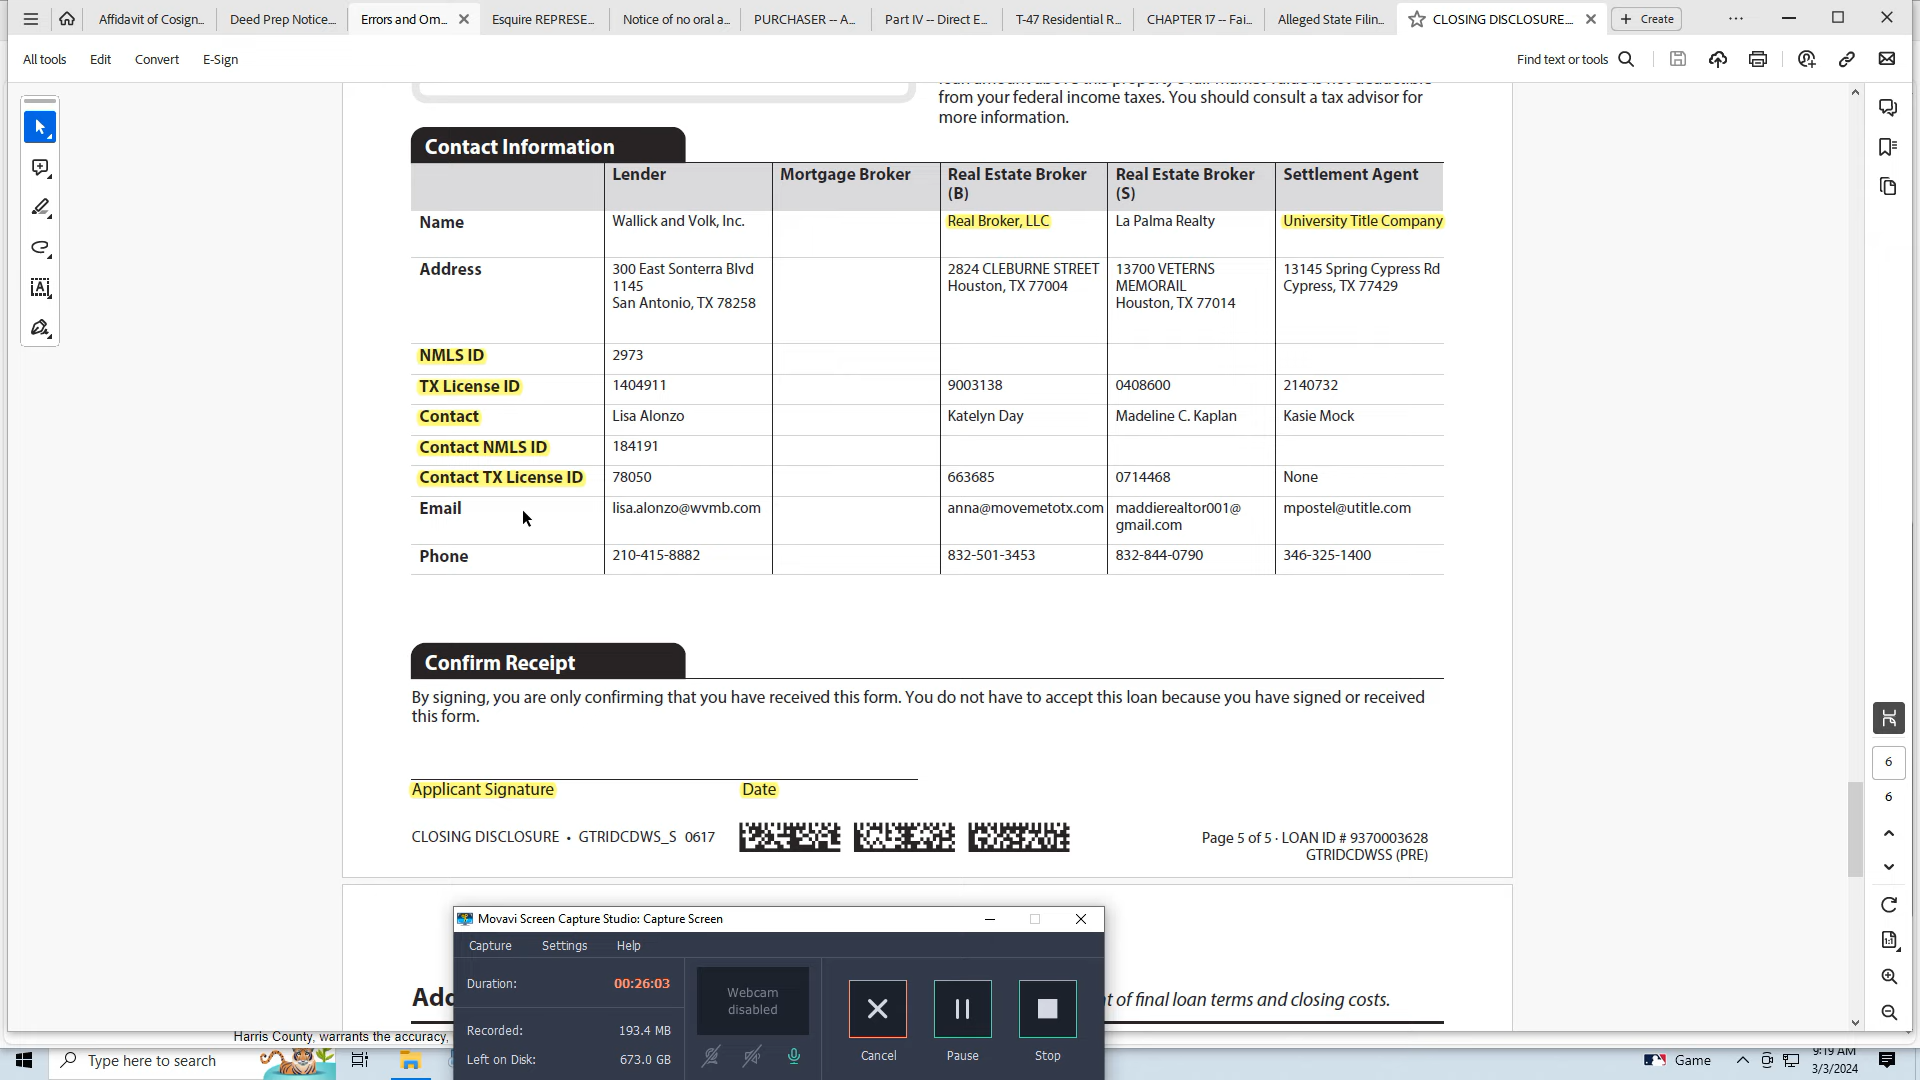 Affidavit of Cosign...
Deed Prep Notice....
Errors and Om...
Esquire REPRESE...
Notice of no oral a...
PURCHASER -- A...
Part IV -- Direct E...
T-47 Residential R...
CHAPTER 17 -- Fai...
Alleged State Filin...
CLOSING DISCLOSURE...
Create
All tools
Edit
Convert
E-Sign
Find text or tools
from your federal income taxes. You should consult a tax advisor for
more information.
Contact Information
Lender
Mortgage Broker
Real Estate Broker
(B)
Real Estate Broker
(S)
Settlement Agent
Name
Wallick and Volk, Inc.
Real Broker, LLC
La Palma Realty
University Title Company
Address
300 East Sonterra Blvd
1145
San Antonio, TX 78258
2824 CLEBURNE STREET
Houston, TX 77004
13700 VETERNS
MEMORAIL
Houston, TX 77014
13145 Spring Cypress Rd
Cypress, TX 77429
NMLS ID
2973
TX License ID
1404911
9003138
0408600
2140732
Contact
Lisa Alonzo
Katelyn Day
Madeline C. Kaplan
Kasie Mock
Contact NMLS ID
184191
Contact TX License ID
78050
663685
0714468
None
Email
lisa.alonzo@wvmb.com
anna@movemetotx.com
maddierealtor001@
gmail.com
mpostel@utitle.com
Phone
210-415-8882
832-501-3453
832-844-0790
346-325-1400
Confirm Receipt
By signing, you are only confirming that you have received this form. You do not have to accept this loan because you have signed or received
this form.
Applicant Signature
Date
CLOSING DISCLOSURE • GTRIDCDWS_S 0617
Page 5 of 5 · LOAN ID # 9370003628
GTRIDCDWSS (PRE)
6
6
t of final loan terms and closing costs.
Movavi Screen Capture Studio: Capture Screen
Capture
Settings
Help
Duration:
00:26:03
Recorded:
193.4 MB
Left on Disk:
673.0 GB
Webcam
disabled
Cancel
Pause
Stop
Harris County, warrants the accuracy,
Type here to search
Game
9:19 AM
3/3/2024